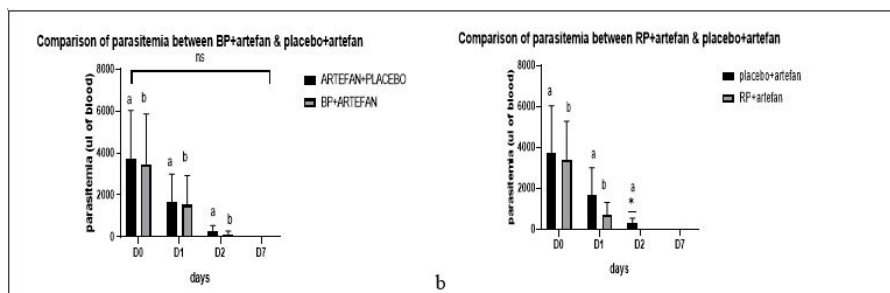 Comparison of parasitemia between BP+artefan & placebo+artefan
ns
8000
6000
4000
2000
0
parasitemia (ul of blood)
a b
a b
a b
D0 D1 D2 D7
days
ARTEFAN+PLACEBO
BP+ARTEFAN
b
Comparison of parasitemia between RP+artefan & placebo+artefan
8000
6000
4000
2000
0
parasitemia (ul of blood)
a b
a b
a
*
D0 D1 D2 D7
days
placebo+artefan
RP+artefan